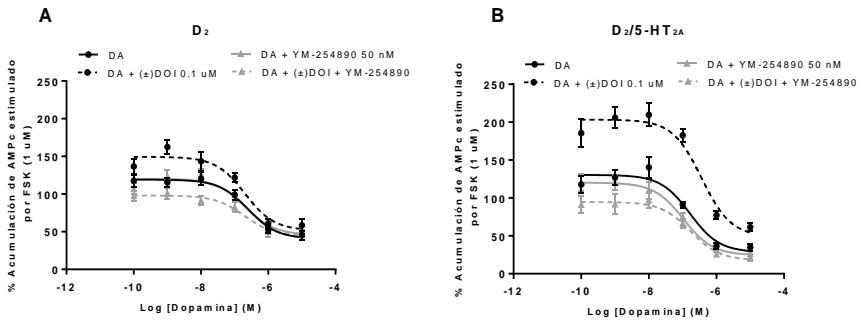 A
D2
DA
DA + YM-254890 50 nM
DA + (±)DOI 0.1 uM
DA + (±)DOI + YM-254890
% Acumulación de AMPc estimulado
por FSK (1 uM)
250
200
150
100
50
0
-12
-10
-8
-6
-4
Log [Dopamina] (M)
B
D2/5-HT2A
DA
DA + YM-254890 50 nM
DA + (±)DOI 0.1 uM
DA + (±)DOI + YM-254890
% Acumulación de AMPc estimulado
por FSK (1 uM)
250
200
150
100
50
0
-12
-10
-8
-6
-4
Log [Dopamina] (M)